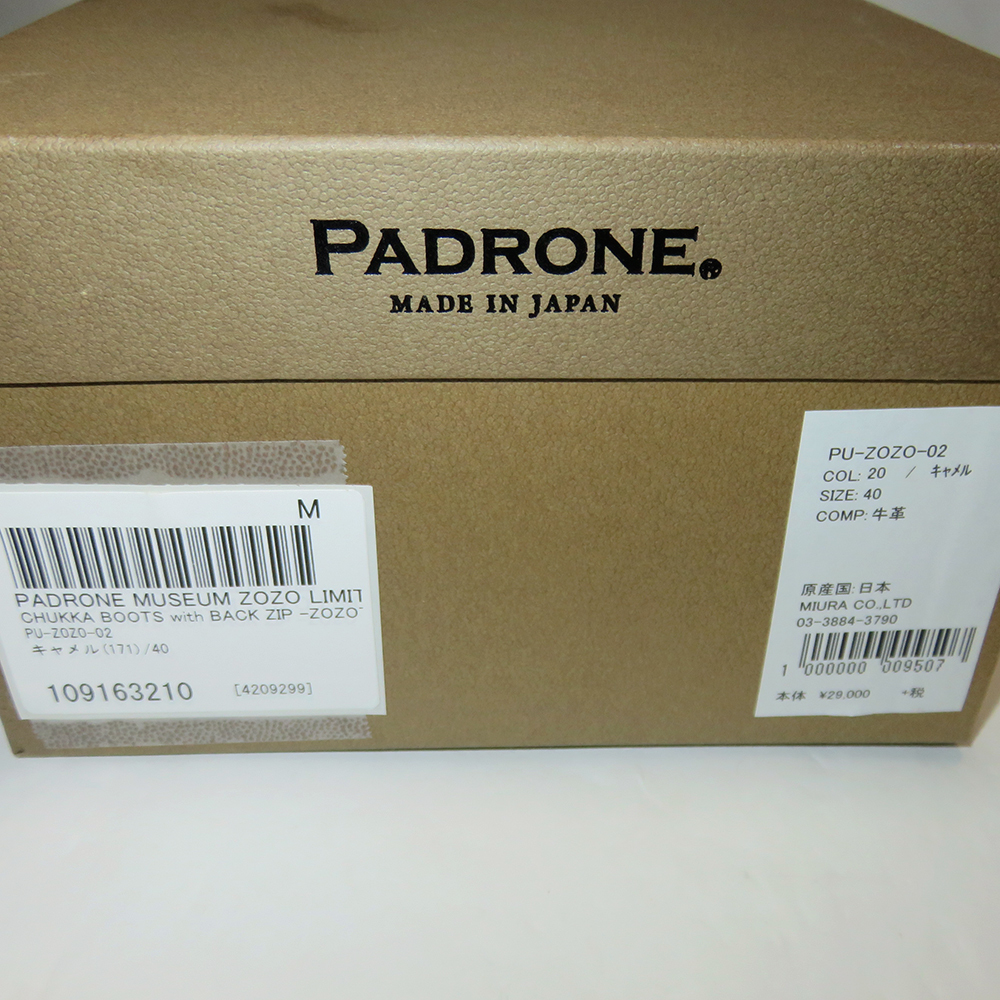 PADRONE.
MADE IN JAPAN
M
PADRONE MUSEUM ZOZO LIMIT
CHUKKA BOOTS with BACK ZIP -ZOZO
PU-ZOZO-02
キャメル(171)/40
109163210 [4209299]
PU-ZOZO-02
COL: 20 / キャメル
SIZE: 40
COMP: 牛革
原産国: 日本
MIURA CO.,LTD
03-3884-3790
1 000000 009507
本体 ¥29,000 +税